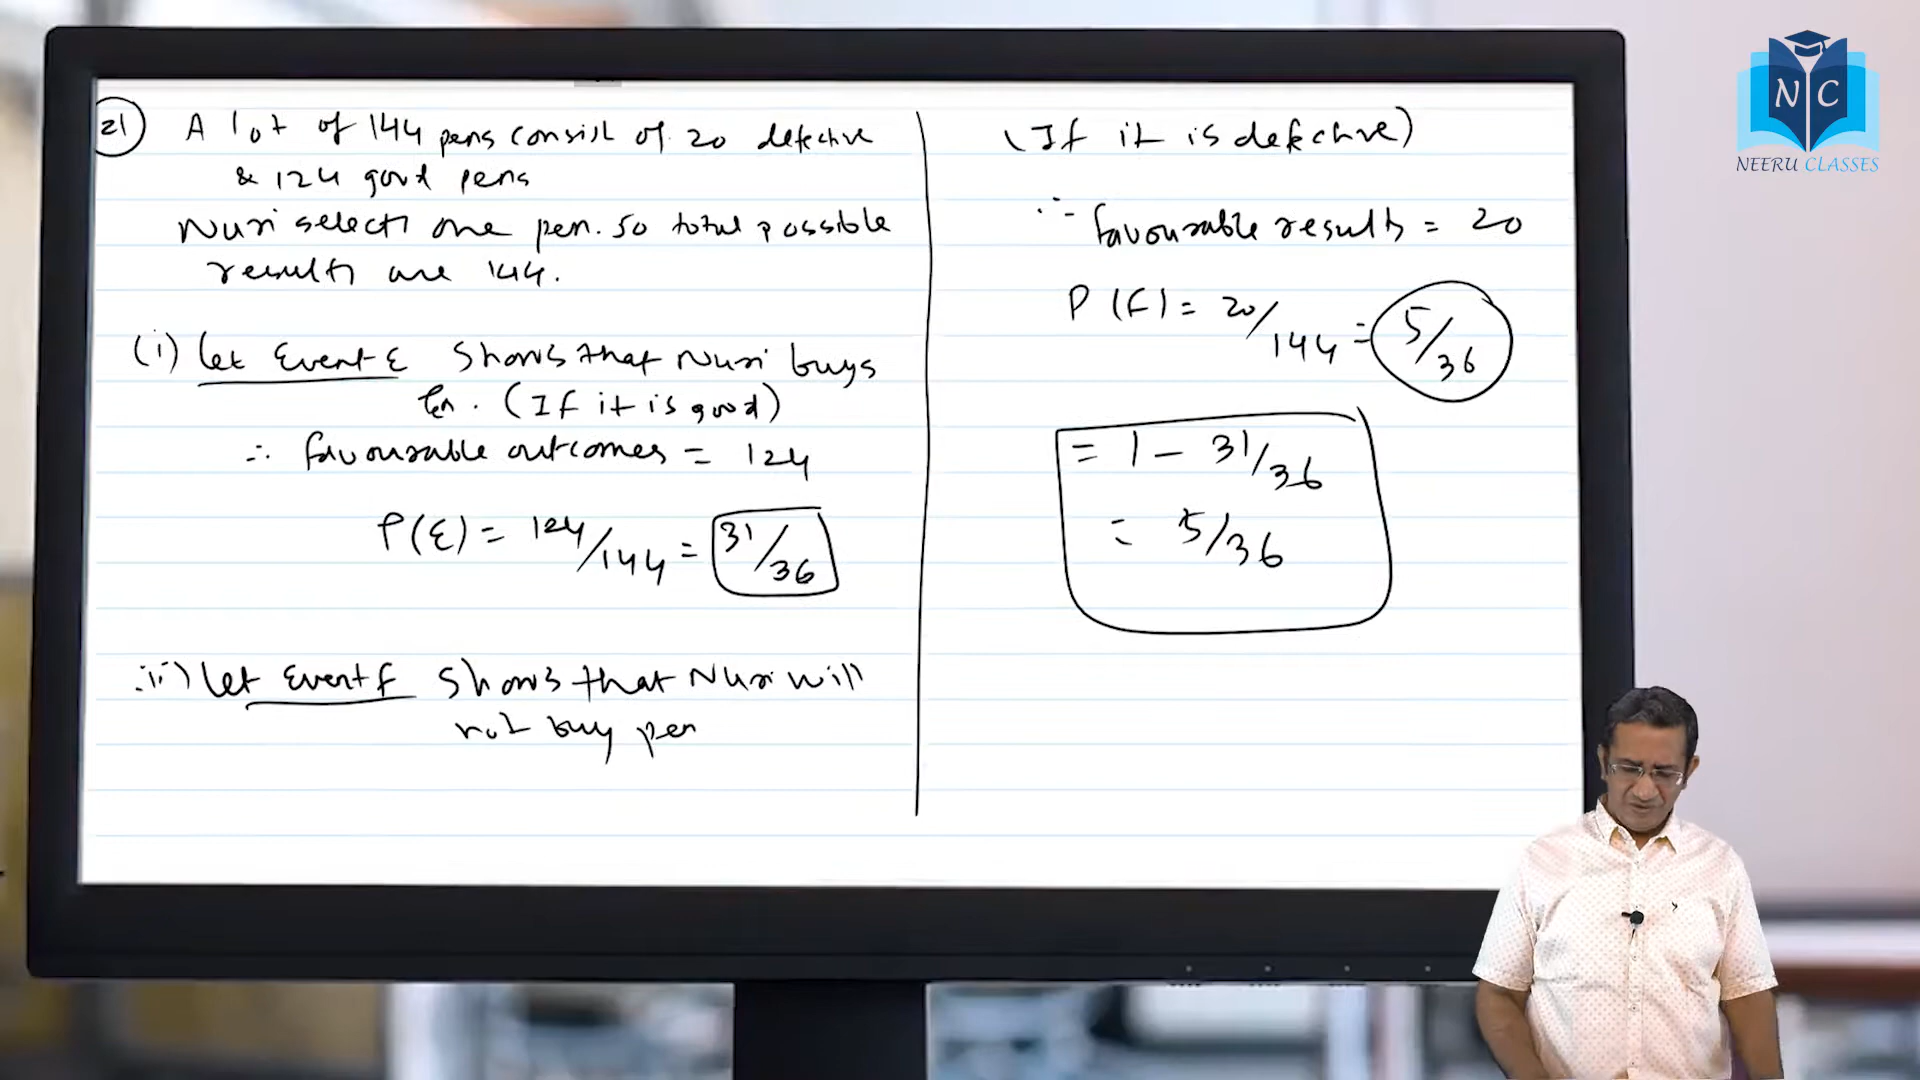 21 A lot of 144 pens consist of 20 defective
& 124 good pens
Nuri selects one pen. So total possible
results are 144.
(i) let Event E shows that Nuri buys
Pen. (If it is good)
∴ favourable outcomes = 124
P(E) = 124/144 = 31/36
ii) let Event F shows that Nuri will
not buy pen
(If it is defective)
∴ favourable results = 20
P(F) = 20/144 = 5/36
= 1 - 31/36
= 5/36
N C
NEERU CLASSES